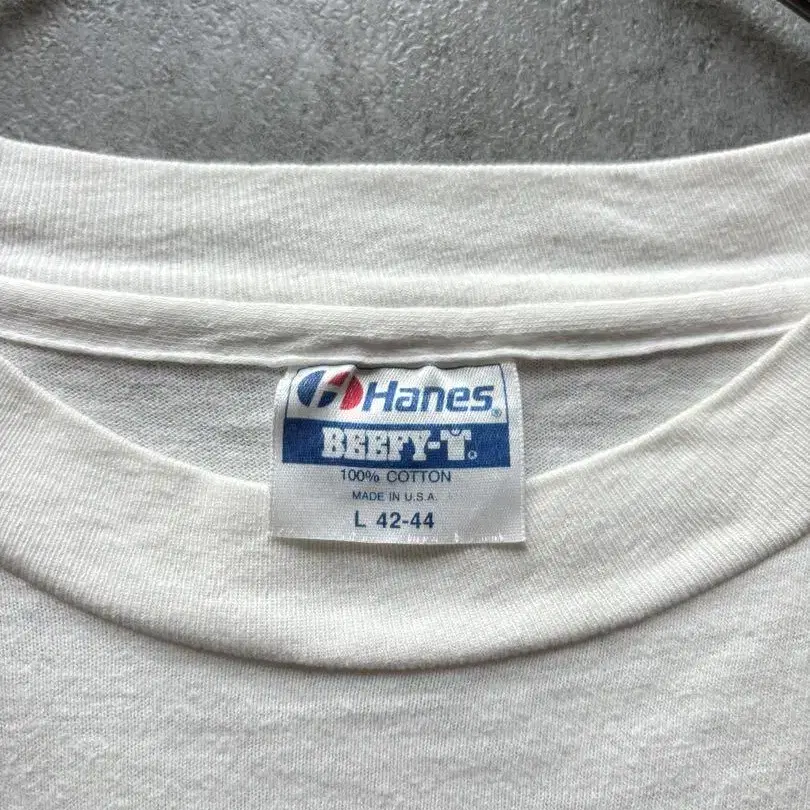 Hanes®
BEEFY-T®
100% COTTON
MADE IN U.S.A.
L 42-44